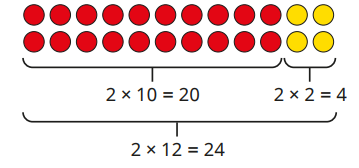 2 × 10 = 20
2 × 2 = 4
2 × 12 = 24